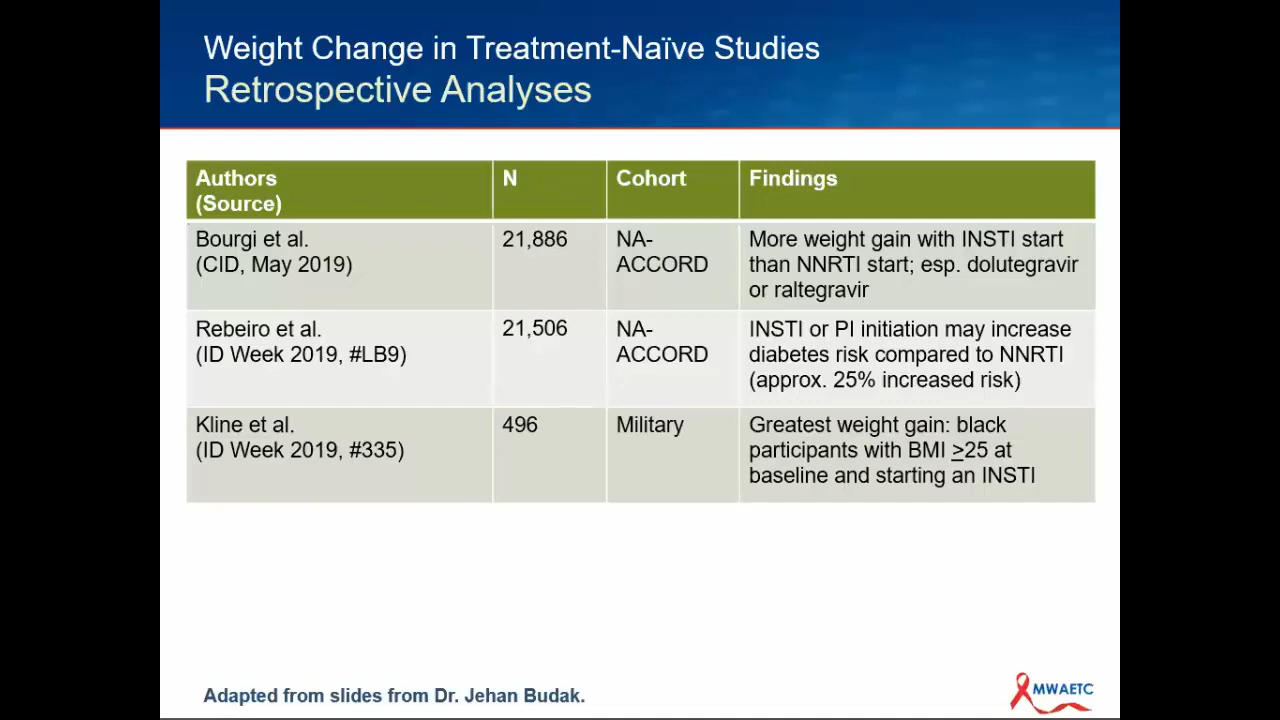 Weight Change in Treatment-Naïve Studies
Retrospective Analyses
Authors
(Source)
N
Cohort
Findings
Bourgi et al.
(CID, May 2019)
21,886
NA-
ACCORD
More weight gain with INSTI start
than NNRTI start; esp. dolutegravir
or raltegravir
Rebeiro et al.
(ID Week 2019, #LB9)
21,506
NA-
ACCORD
INSTI or PI initiation may increase
diabetes risk compared to NNRTI
(approx. 25% increased risk)
Kline et al.
(ID Week 2019, #335)
496
Military
Greatest weight gain: black
participants with BMI >25 at
baseline and starting an INSTI
Adapted from slides from Dr. Jehan Budak.
MWAETC